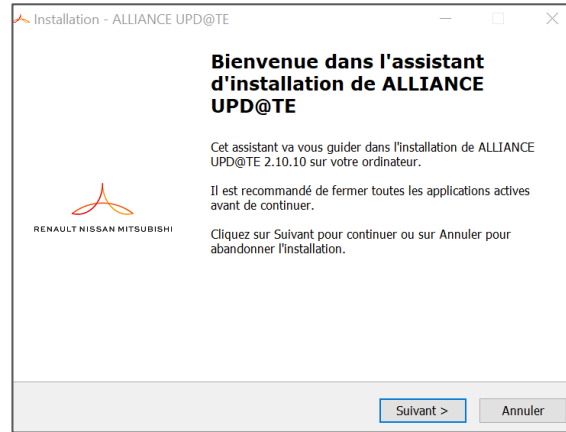 Installation - ALLIANCE UPD@TE
Bienvenue dans l'assistant
d'installation de ALLIANCE
UPD@TE
Cet assistant va vous guider dans l'installation de ALLIANCE
UPD@TE 2.10.10 sur votre ordinateur.
Il est recommandé de fermer toutes les applications actives
avant de continuer.
Cliquez sur Suivant pour continuer ou sur Annuler pour
abandonner l'installation.
RENAULT NISSAN MITSUBISHI
Suivant >
Annuler